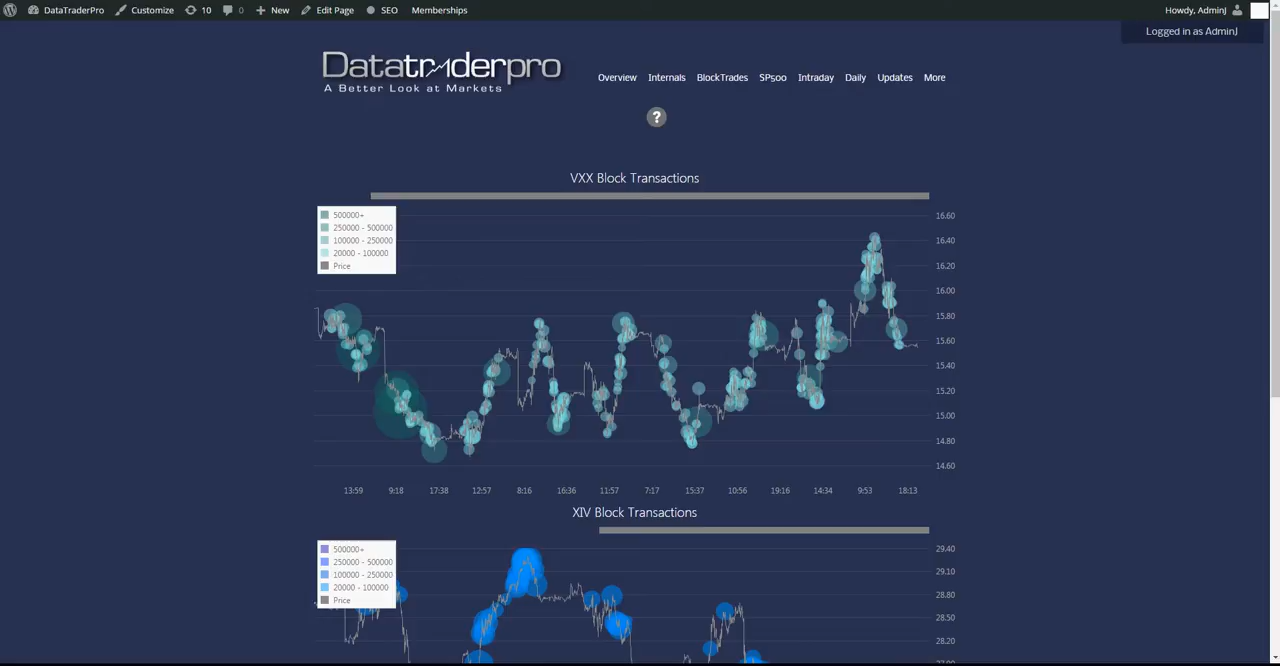 DataTraderPro Customize 10 0 New Edit Page SEO Memberships Howdy, AdminJ
Logged in as AdminJ
Datatraderpro
A Better Look at Markets
Overview Internals BlockTrades SP500 Intraday Daily Updates More
?
VXX Block Transactions
500000+
250000 - 500000
100000 - 250000
20000 - 100000
Price
16.60
16.40
16.20
16.00
15.80
15.60
15.40
15.20
15.00
14.80
14.60
13:59 9:18 17:38 12:57 8:16 16:36 11:57 7:17 15:37 10:56 19:16 14:34 9:53 18:13
XIV Block Transactions
500000+
250000 - 500000
100000 - 250000
20000 - 100000
Price
29.40
29.10
28.80
28.50
28.20